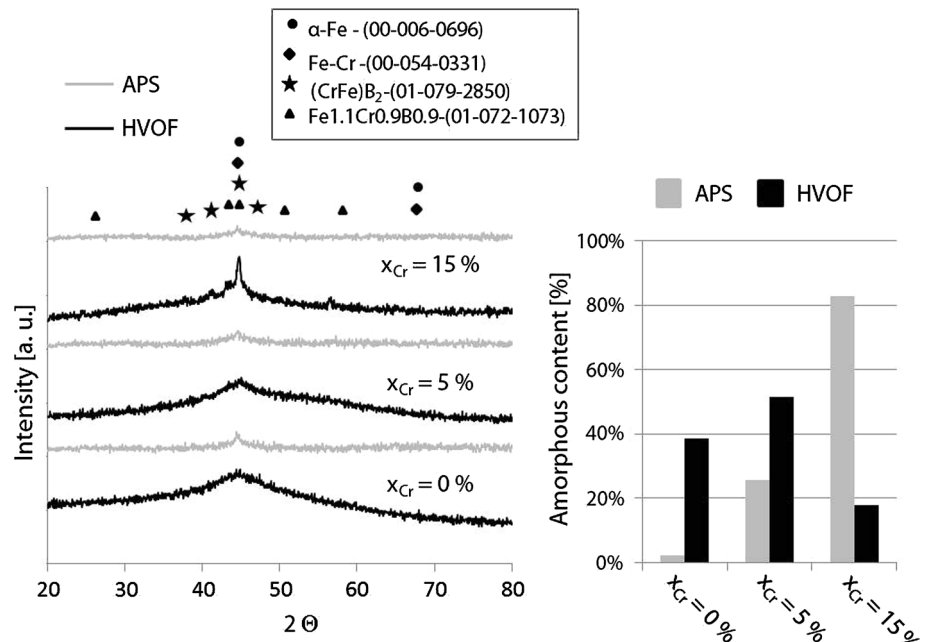 α-Fe - (00-006-0696)
Fe-Cr -(00-054-0331)
(CrFe)B₂-(01-079-2850)
Fe1.1Cr0.9B0.9-(01-072-1073)
APS
HVOF
xCr = 15 %
xCr = 5 %
xCr = 0 %
Intensity [a. u.]
20 30 40 50 60 70 80
2 Θ
APS HVOF
100%
80%
60%
40%
20%
0%
Amorphous content [%]
xCr = 0 % xCr = 5 % xCr = 15 %